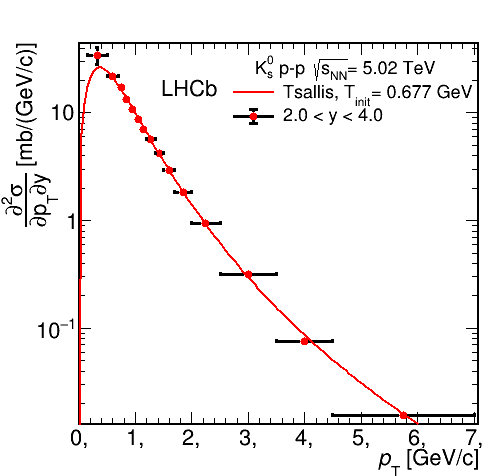 K⁰ₛ p-p √sNN = 5.02 TeV
LHCb
Tsallis, Tinit = 0.677 GeV
2.0 < y < 4.0
∂²σ/∂pT∂y [mb/(GeV/c)]
10
1
10⁻¹
0, 1, 2, 3, 4, 5, 6, 7,
pT [GeV/c]